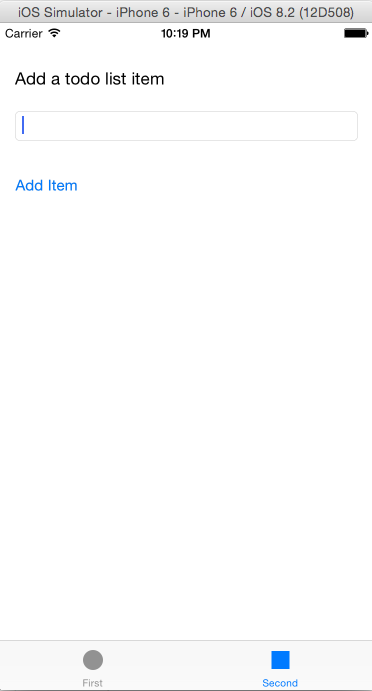 iOS Simulator - iPhone 6 - iPhone 6 / iOS 8.2 (12D508)
Carrier 10:19 PM
Add a todo list item
Add Item
First Second